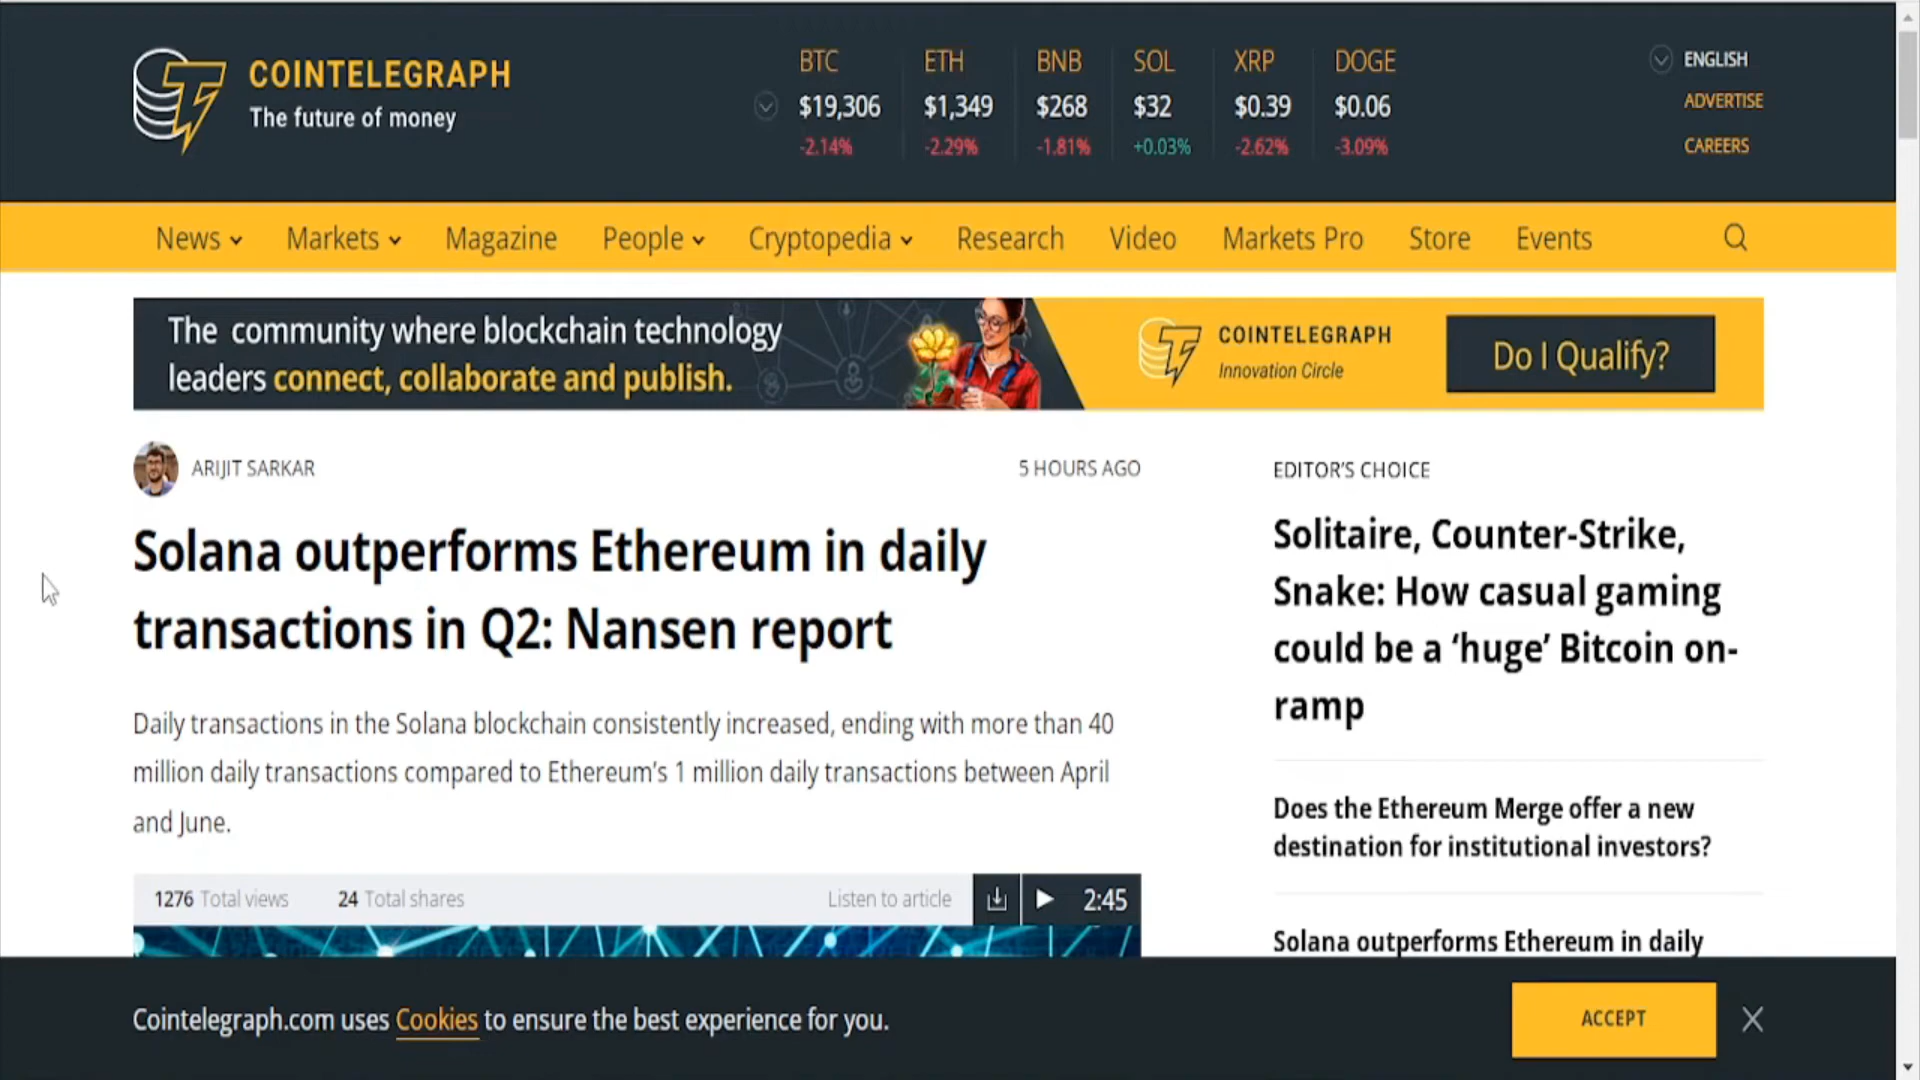 COINTELEGRAPH
The future of money
BTC ETH BNB SOL XRP DOGE
$19,306 $1,349 $268 $32 $0.39 $0.06
-2.14% -2.29% -1.81% +0.03% -2.62% -3.09%
ENGLISH
ADVERTISE
CAREERS
News Markets Magazine People Cryptopedia Research Video Markets Pro Store Events
The community where blockchain technology
leaders connect, collaborate and publish.
COINTELEGRAPH
Innovation Circle
Do I Qualify?
ARIJIT SARKAR
5 HOURS AGO
Solana outperforms Ethereum in daily
transactions in Q2: Nansen report
Daily transactions in the Solana blockchain consistently increased, ending with more than 40
million daily transactions compared to Ethereum’s 1 million daily transactions between April
and June.
1276 Total views 24 Total shares Listen to article 2:45
EDITOR’S CHOICE
Solitaire, Counter-Strike,
Snake: How casual gaming
could be a ‘huge’ Bitcoin on-
ramp
Does the Ethereum Merge offer a new
destination for institutional investors?
Solana outperforms Ethereum in daily
Cointelegraph.com uses Cookies to ensure the best experience for you.
ACCEPT